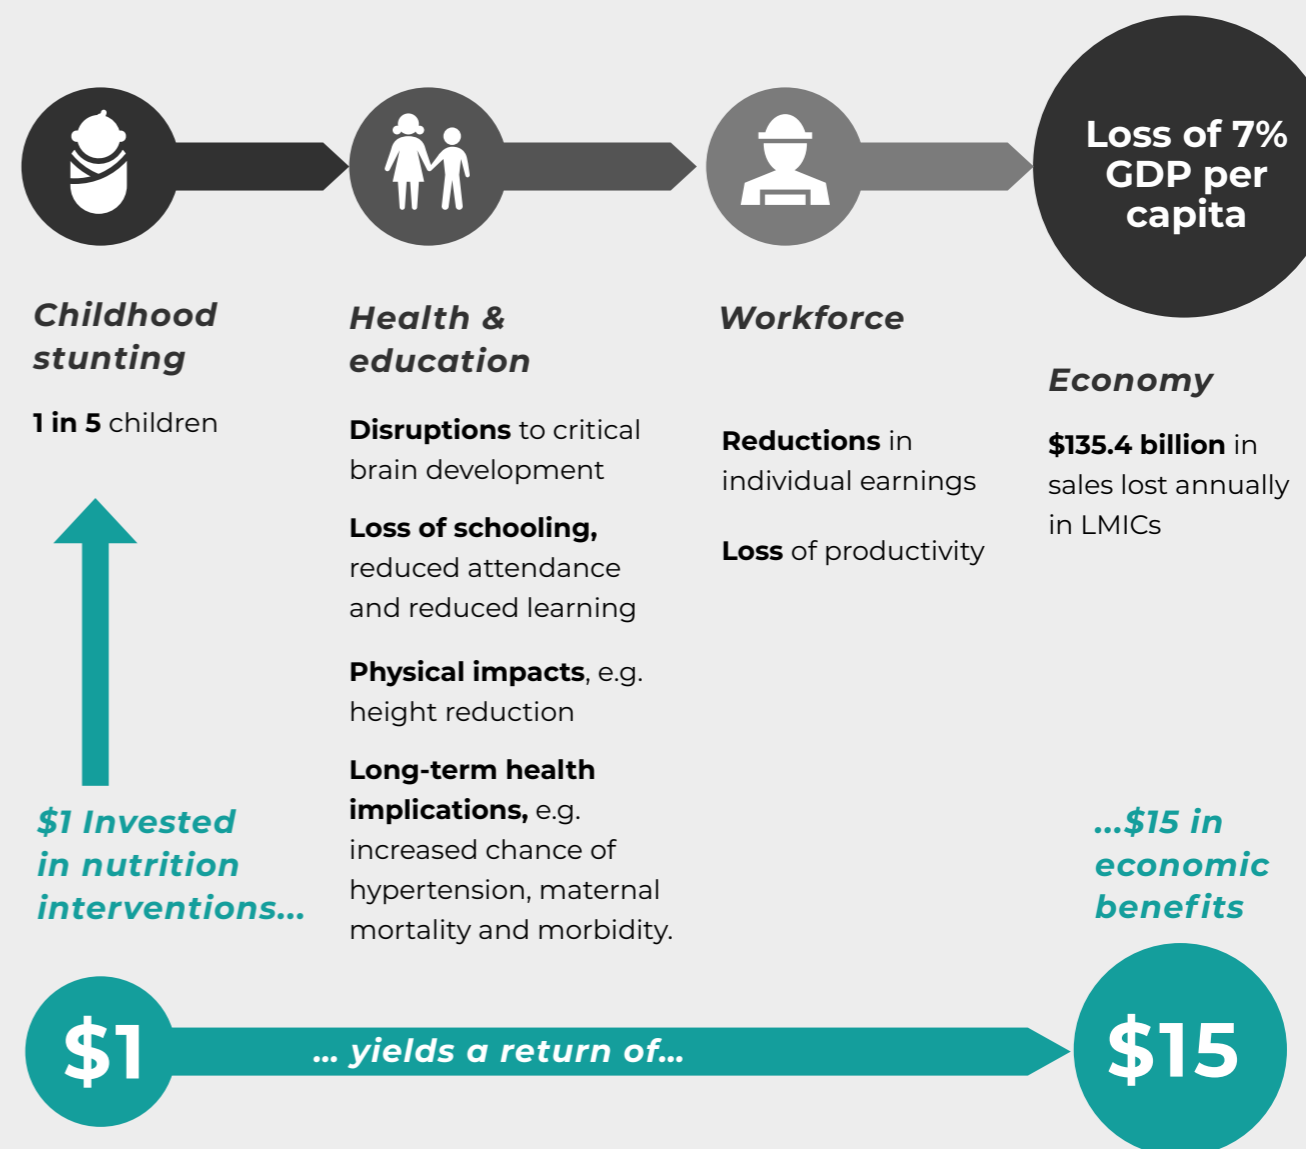 Loss of 7%
GDP per
capita
Childhood
stunting
1 in 5 children
Health &
education
Disruptions to critical
brain development
Loss of schooling,
reduced attendance
and reduced learning
Physical impacts, e.g.
height reduction
Long-term health
implications, e.g.
increased chance of
hypertension, maternal
mortality and morbidity.
Workforce
Reductions in
individual earnings
Loss of productivity
Economy
$135.4 billion in
sales lost annually
in LMICs
$1 Invested
in nutrition
interventions...
...$15 in
economic
benefits
$1
... yields a return of...
$15